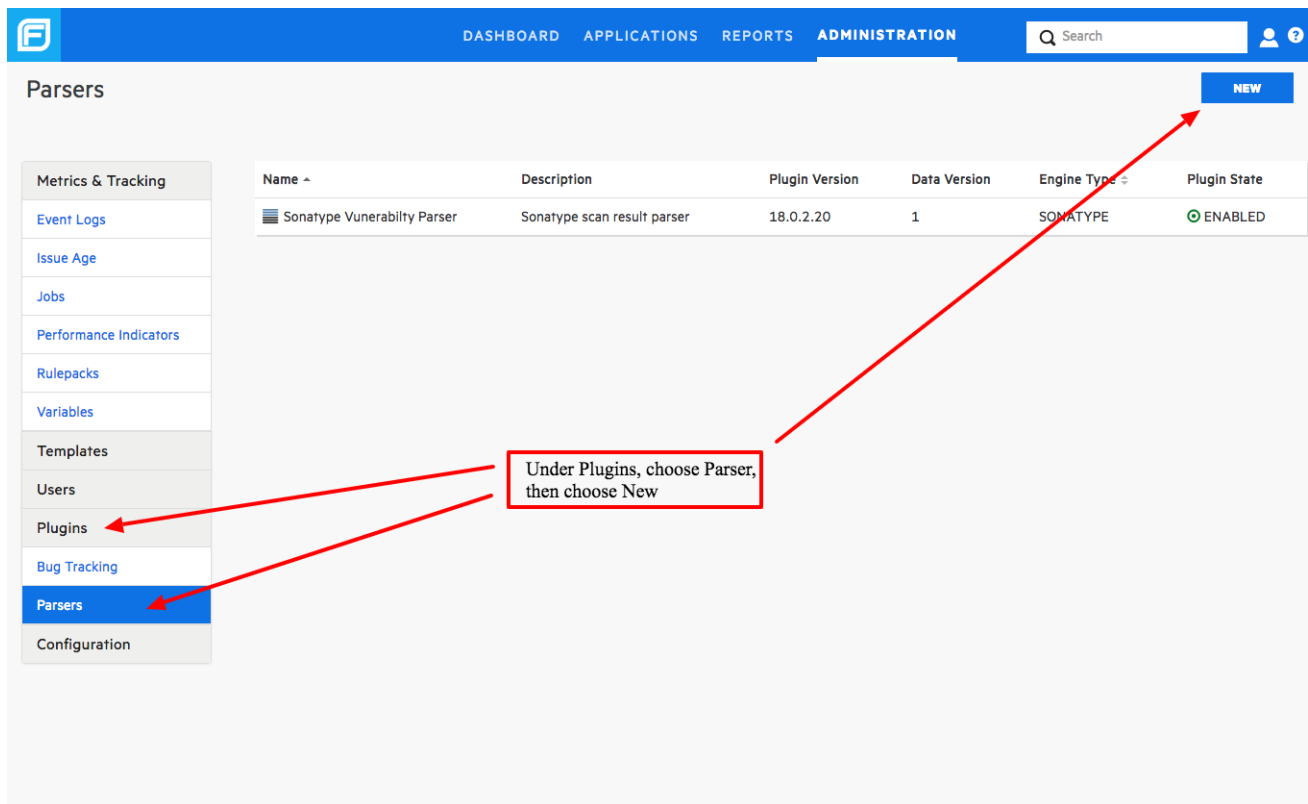 DASHBOARD APPLICATIONS REPORTS ADMINISTRATION Search
Parsers NEW
Metrics & Tracking
Event Logs
Issue Age
Jobs
Performance Indicators
Rulepacks
Variables
Templates
Users
Plugins
Bug Tracking
Parsers
Configuration
Name Description Plugin Version Data Version Engine Type Plugin State
Sonatype Vunerabilty Parser Sonatype scan result parser 18.0.2.20 1 SONATYPE ENABLED
Under Plugins, choose Parser,
then choose New